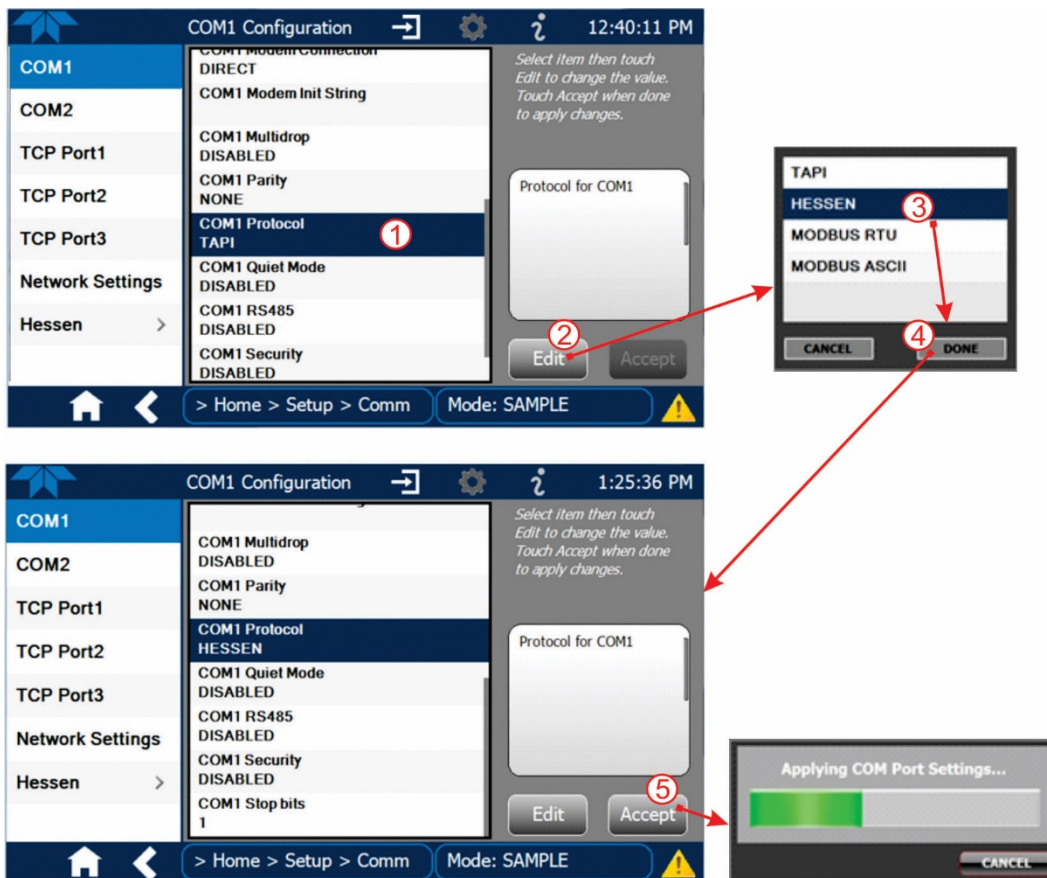 COM1 Configuration
12:40:11 PM
COM1
COM2
TCP Port1
TCP Port2
TCP Port3
Network Settings
Hessen >
COM1 Modem Connection
DIRECT
COM1 Modem Init String
COM1 Multidrop
DISABLED
COM1 Parity
NONE
COM1 Protocol
TAPI
1
COM1 Quiet Mode
DISABLED
COM1 RS485
DISABLED
COM1 Security
DISABLED
Select item then touch
Edit to change the value.
Touch Accept when done
to apply changes.
Protocol for COM1
2
Edit
Accept
> Home > Setup > Comm
Mode: SAMPLE
TAPI
HESSEN
3
MODBUS RTU
MODBUS ASCII
4
CANCEL
DONE
COM1 Configuration
1:25:36 PM
COM1
COM2
TCP Port1
TCP Port2
TCP Port3
Network Settings
Hessen >
COM1 Multidrop
DISABLED
COM1 Parity
NONE
COM1 Protocol
HESSEN
COM1 Quiet Mode
DISABLED
COM1 RS485
DISABLED
COM1 Security
DISABLED
COM1 Stop bits
1
Select item then touch
Edit to change the value.
Touch Accept when done
to apply changes.
Protocol for COM1
5
Edit
Accept
> Home > Setup > Comm
Mode: SAMPLE
Applying COM Port Settings...
CANCEL